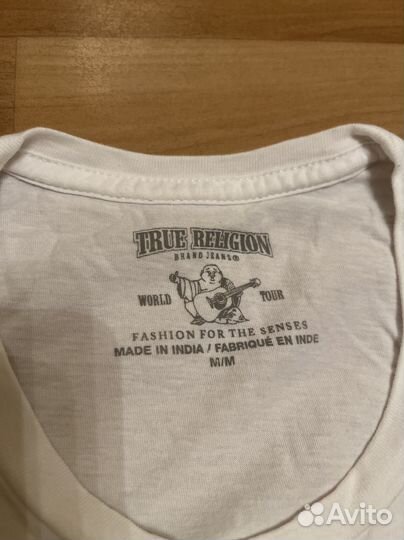 TRUE RELIGION
BRAND JEANS®
WORLD TOUR
FASHION FOR THE SENSES
MADE IN INDIA / FABRIQUÉ EN INDE
M/M
Avito